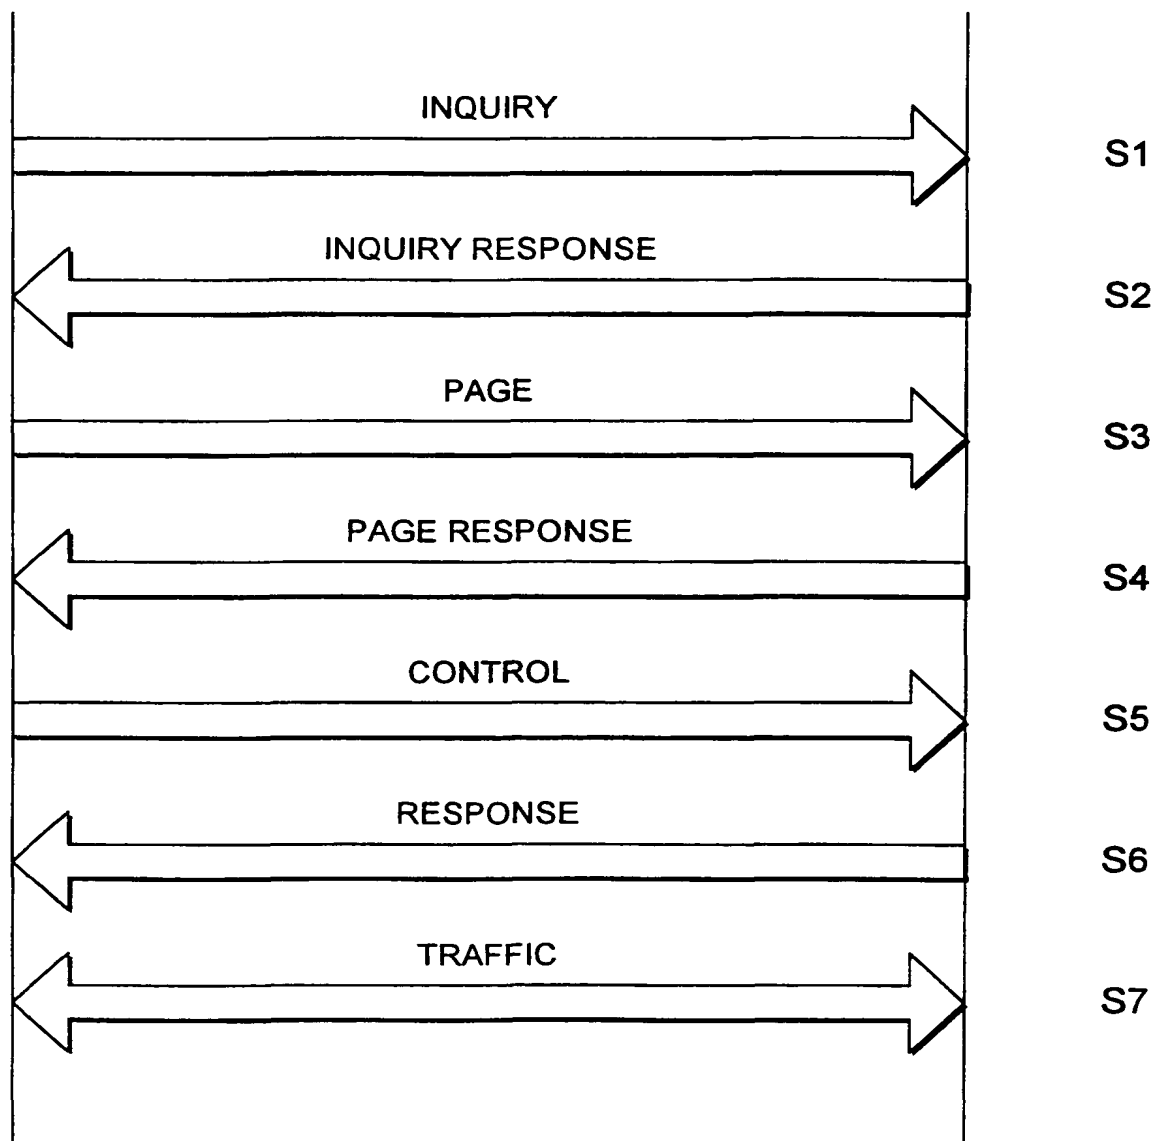 INQUIRY
S1
INQUIRY RESPONSE
S2
PAGE
S3
PAGE RESPONSE
S4
CONTROL
S5
RESPONSE
S6
TRAFFIC
S7